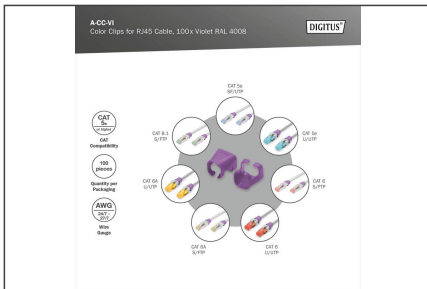 A-CC-VI
Color Clips for RJ45 Cable, 100x Violet RAL 4008
DIGITUS®
CAT 5e
SF/UTP
CAT
5e
or higher
CAT
Compatibility
CAT 8.1
S/FTP
CAT 5e
U/UTP
100
pieces
Quantity per
Packaging
CAT 6A
U/UTP
CAT 6
S/FTP
AWG
Wire
Gauge
CAT 6A
S/FTP
CAT 6
U/UTP